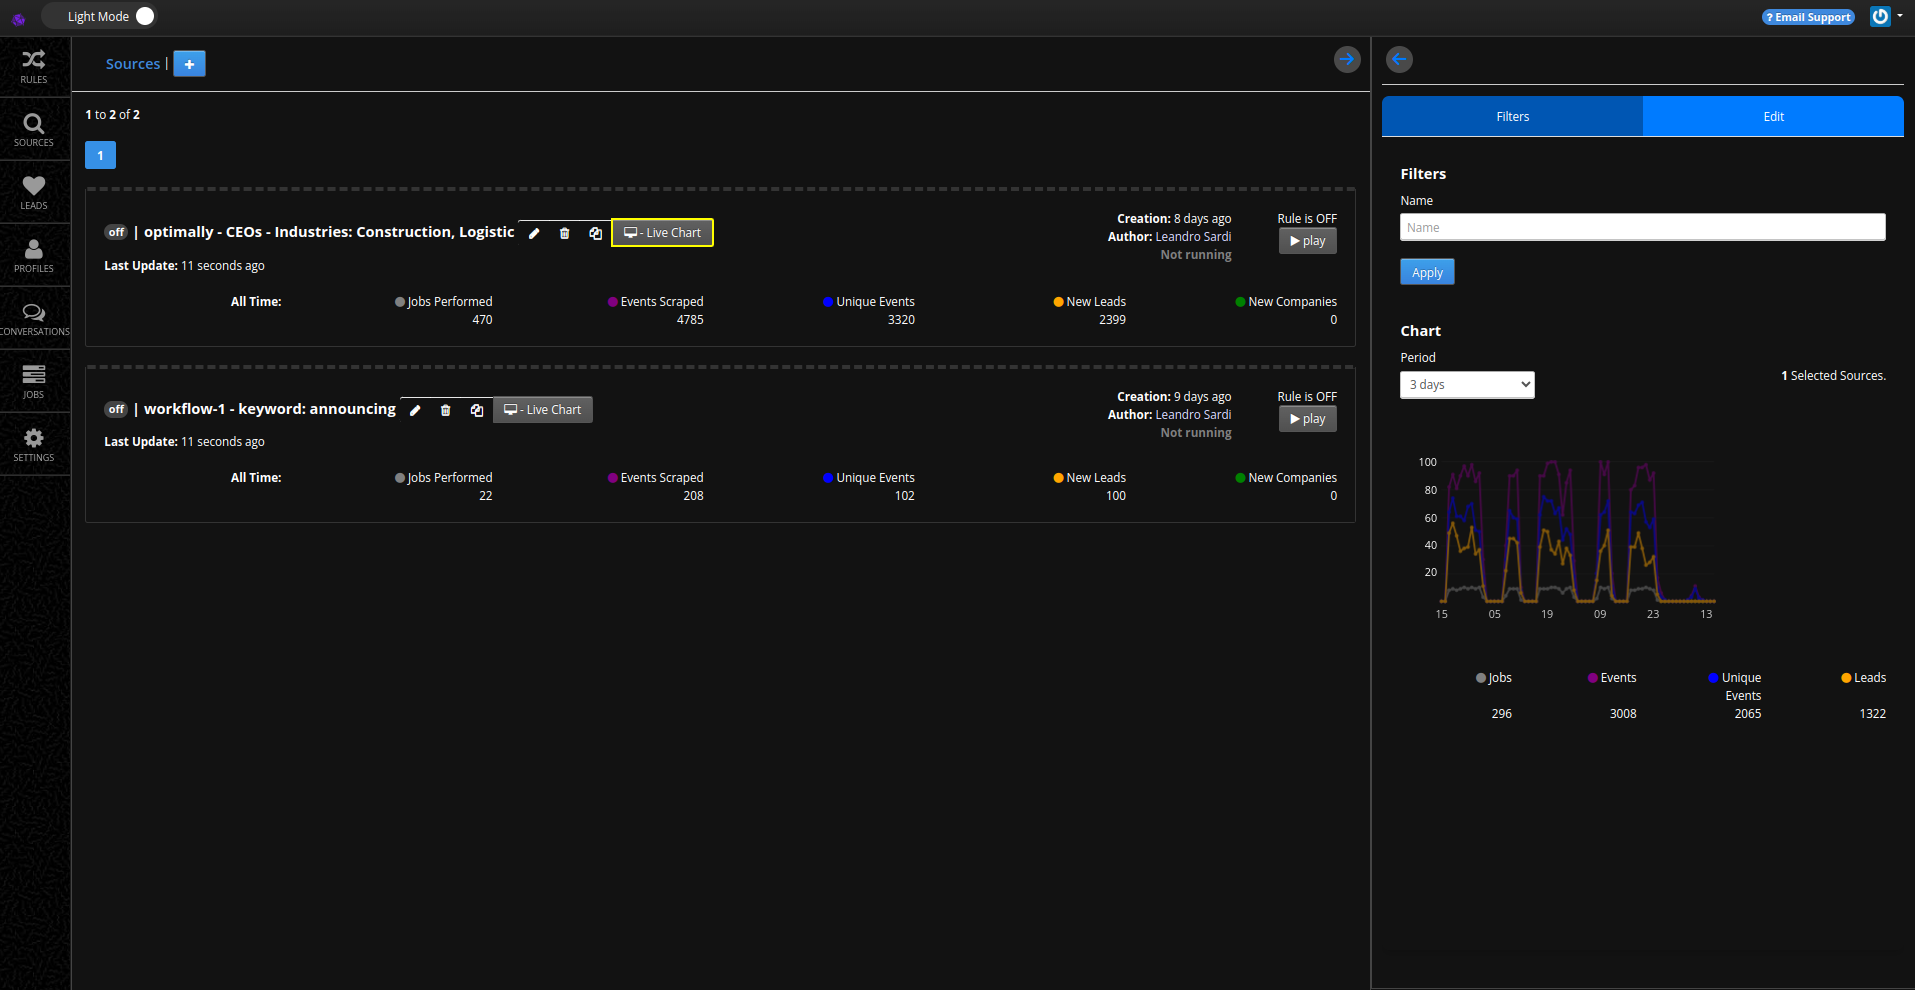 Light Mode
? Email Support
RULES
SOURCES
LEADS
PROFILES
CONVERSATIONS
JOBS
SETTINGS
Sources | +
1 to 2 of 2
1
off | optimally - CEOs - Industries: Construction, Logistic
- Live Chart
Last Update: 11 seconds ago
Creation: 8 days ago
Author: Leandro Sardi
Not running
Rule is OFF
play
All Time:
Jobs Performed
470
Events Scraped
4785
Unique Events
3320
New Leads
2399
New Companies
0
off | workflow-1 - keyword: announcing
- Live Chart
Last Update: 11 seconds ago
Creation: 9 days ago
Author: Leandro Sardi
Not running
Rule is OFF
play
All Time:
Jobs Performed
22
Events Scraped
208
Unique Events
102
New Leads
100
New Companies
0
Filters
Edit
Filters
Name
Name
Apply
Chart
Period
3 days
1 Selected Sources.
100
80
60
40
20
15 05 19 09 23 13
Jobs
296
Events
3008
Unique
Events
2065
Leads
1322